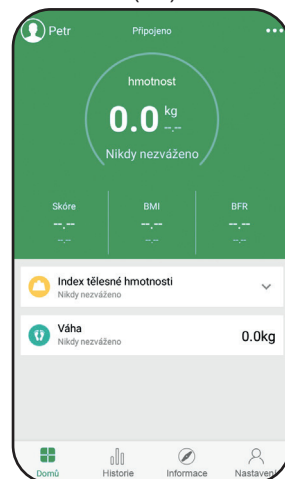 Petr
Připojeno
hmotnost
0.0 kg
--.--
Nikdy nezváženo
Skóre BMI BFR
--.-- --.-- --.--
--.-- --.-- --.--
Index tělesné hmotnosti
Nikdy nezváženo
Váha
Nikdy nezváženo
0.0kg
Domů Historie Informace Nastavení